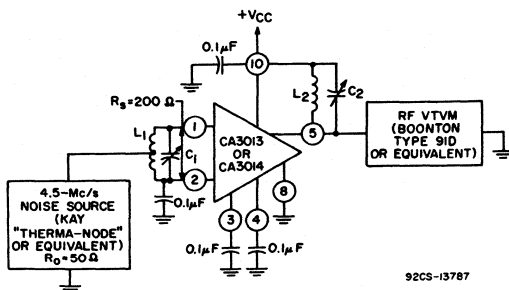 +VCC
0.1µF
10
L2
C2
RS=200 Ω
L1
C1
1
2
CA3013
OR
CA3014
5
8
3
4
RF VTVM
(BOONTON
TYPE 91D
OR EQUIVALENT)
4.5-Mc/s
NOISE SOURCE
(KAY
"THERMA-NODE"
OR EQUIVALENT)
RO=50Ω
0.1µF
0.1µF
0.1µF
92CS-13787